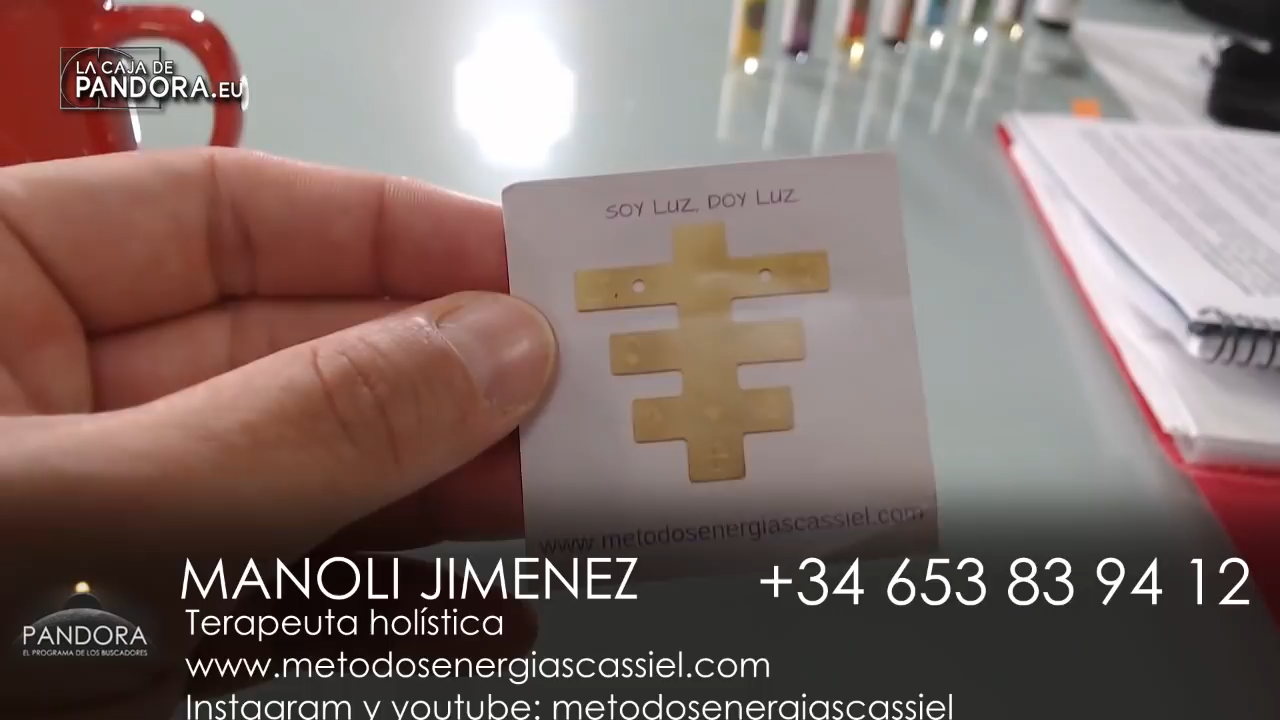 LA CAJA DE
PANDORA.EU
SOY LUZ, DOY LUZ
www.metodosenergiascassiel.com
MANOLI JIMENEZ
+34 653 83 94 12
Terapeuta holística
www.metodosenergiascassiel.com
Instagram y youtube: metodosenergiascassiel
PANDORA
EL PROGRAMA DE LOS BUSCADORES